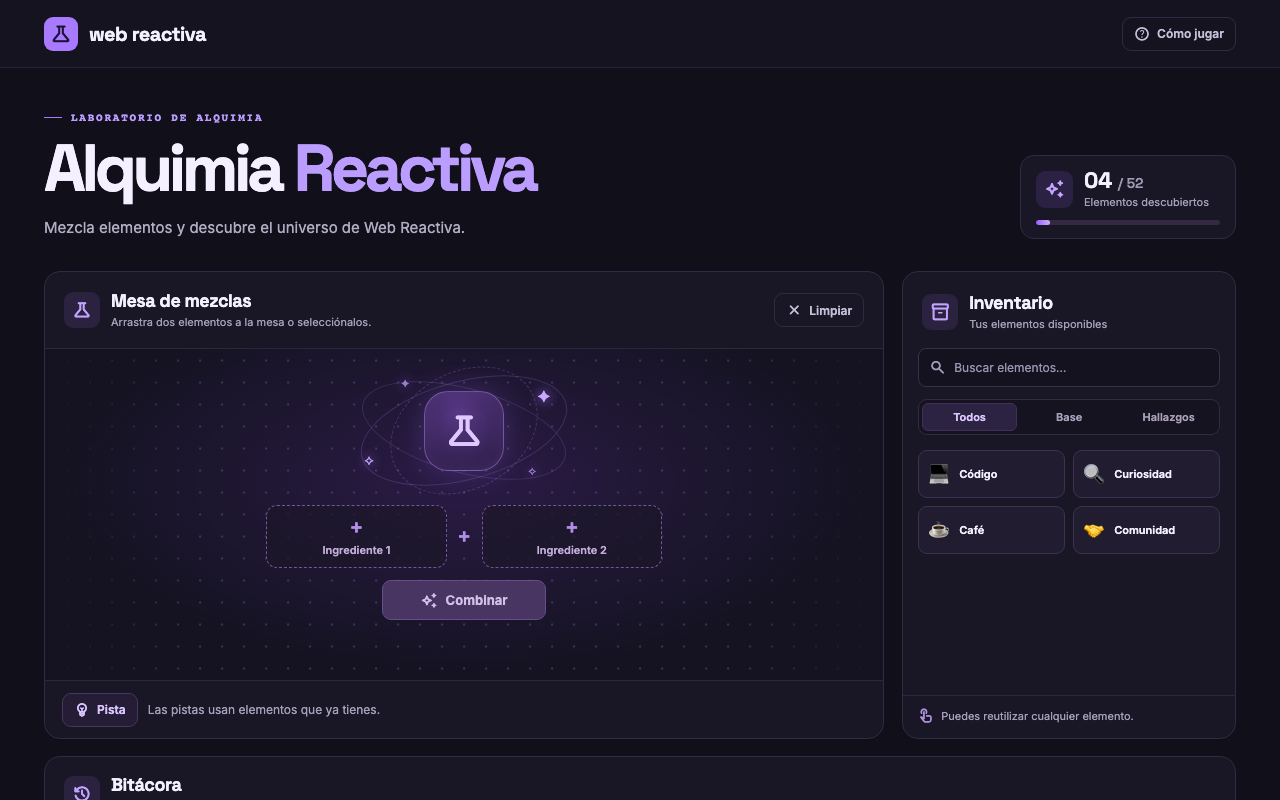 web reactiva
Cómo jugar
LABORATORIO DE ALQUIMIA
Alquimia Reactiva
Mezcla elementos y descubre el universo de Web Reactiva.
04 / 52
Elementos descubiertos
Mesa de mezclas
Arrastra dos elementos a la mesa o selecciónalos.
Limpiar
+ + +
Ingrediente 1
Ingrediente 2
Combinar
Pista
Las pistas usan elementos que ya tienes.
Inventario
Tus elementos disponibles
Buscar elementos...
Todos Base Hallazgos
Código Curiosidad
Café Comunidad
Puedes reutilizar cualquier elemento.
Bitácora